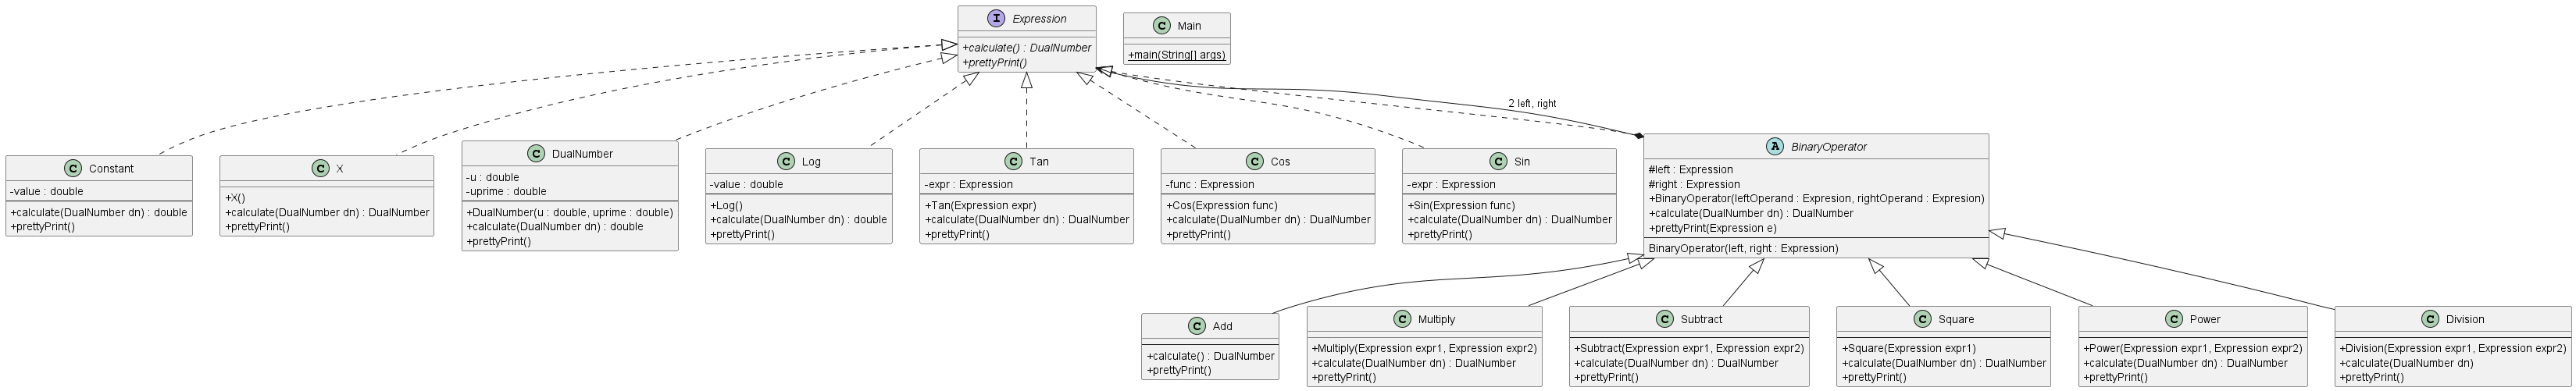 I Expression
+calculate() : DualNumber
+prettyPrint()
C Main
+main(String[] args)
2 left, right
C Constant
-value : double
+calculate(DualNumber dn) : double
+prettyPrint()
C X
+X()
+calculate(DualNumber dn) : DualNumber
+prettyPrint()
C DualNumber
-u : double
-uprime : double
+DualNumber(u : double, uprime : double)
+calculate(DualNumber dn) : double
+prettyPrint()
C Log
-value : double
+Log()
+calculate(DualNumber dn) : double
+prettyPrint()
C Tan
-expr : Expression
+Tan(Expression expr)
+calculate(DualNumber dn) : DualNumber
+prettyPrint()
C Cos
-func : Expression
+Cos(Expression func)
+calculate(DualNumber dn) : DualNumber
+prettyPrint()
C Sin
-expr : Expression
+Sin(Expression func)
+calculate(DualNumber dn) : DualNumber
+prettyPrint()
A BinaryOperator
#left : Expression
#right : Expression
+BinaryOperator(leftOperand : Expresion, rightOperand : Expresion)
+calculate(DualNumber dn) : DualNumber
+prettyPrint(Expression e)
BinaryOperator(left, right : Expression)
C Add
+calculate() : DualNumber
+prettyPrint()
C Multiply
+Multiply(Expression expr1, Expression expr2)
+calculate(DualNumber dn) : DualNumber
+prettyPrint()
C Subtract
+Subtract(Expression expr1, Expression expr2)
+calculate(DualNumber dn) : DualNumber
+prettyPrint()
C Square
+Square(Expression expr1)
+calculate(DualNumber dn) : DualNumber
+prettyPrint()
C Power
+Power(Expression expr1, Expression expr2)
+calculate(DualNumber dn) : DualNumber
+prettyPrint()
C Division
+Division(Expression expr1, Expression expr2)
+calculate(DualNumber dn)
+prettyPrint()